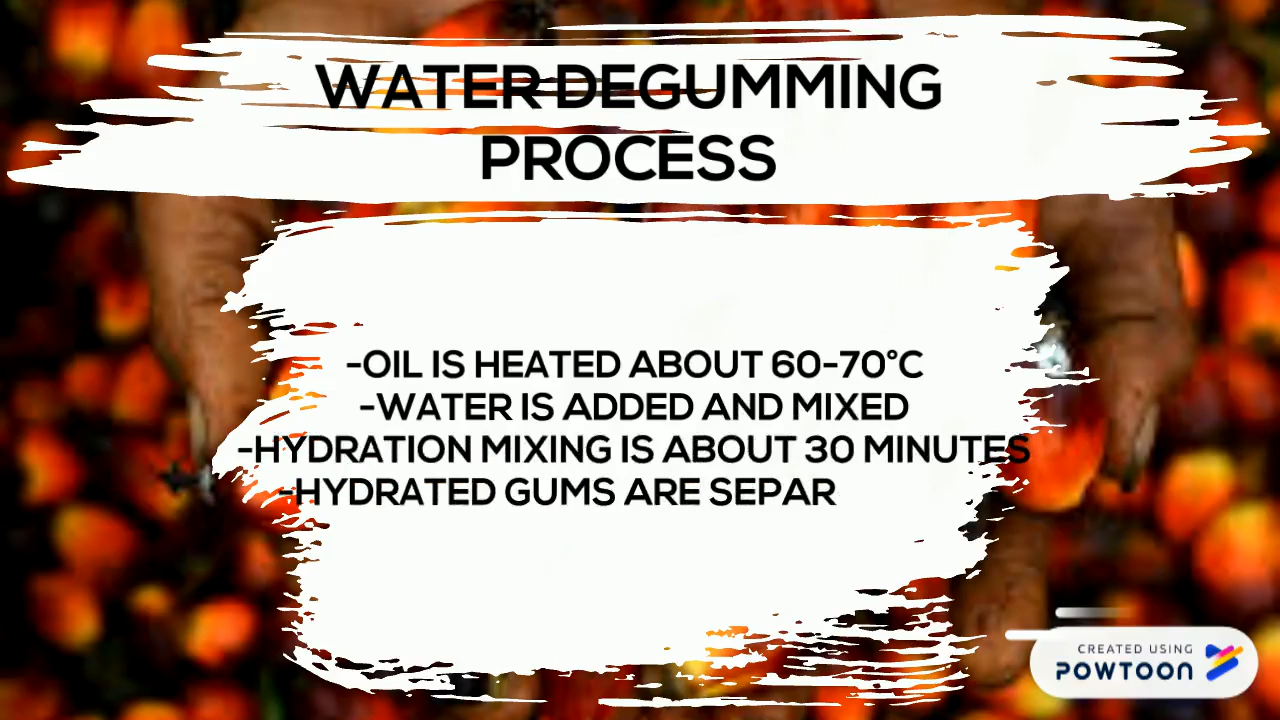 WATER DEGUMMING
PROCESS
-OIL IS HEATED ABOUT 60-70°C
-WATER IS ADDED AND MIXED
-HYDRATION MIXING IS ABOUT 30 MINUTES
-HYDRATED GUMS ARE SEPAR
CREATED USING
POWTOON